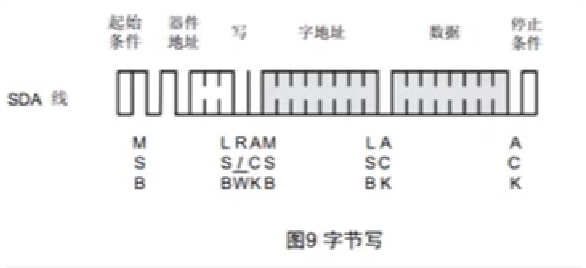 起始 器件 写 字地址 数据 停止
条件 地址 条件
SDA 线
M L R A M L A A
S S / C S S C C
B B W K B B K K
图9 字节写